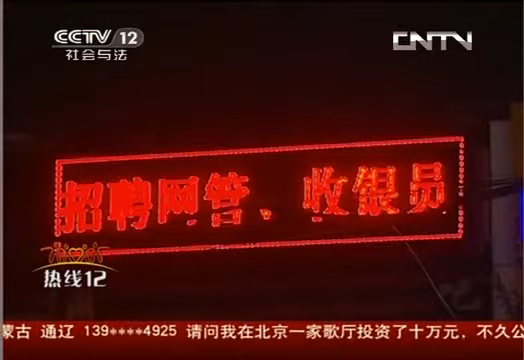 CCTV 12
社会与法
CNTV
招聘网管、收银员
热线12
蒙古 通辽 139****4925 请问我在北京一家歌厅投资了十万元，不久公